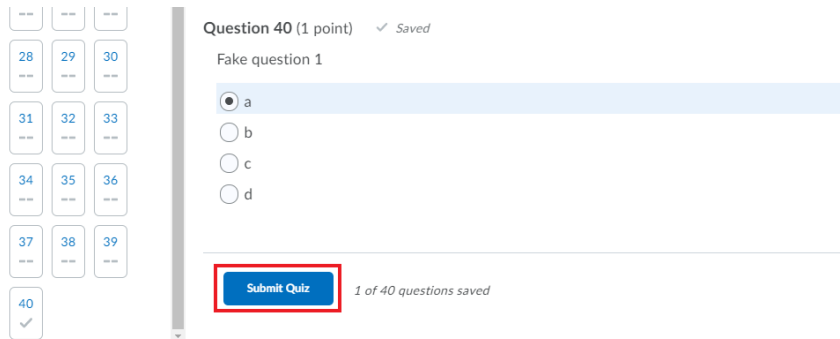 -- -- --
28 29 30
-- -- --
31 32 33
-- -- --
34 35 36
-- -- --
37 38 39
-- -- --
40
Question 40 (1 point) Saved
Fake question 1
a
b
c
d
Submit Quiz 1 of 40 questions saved